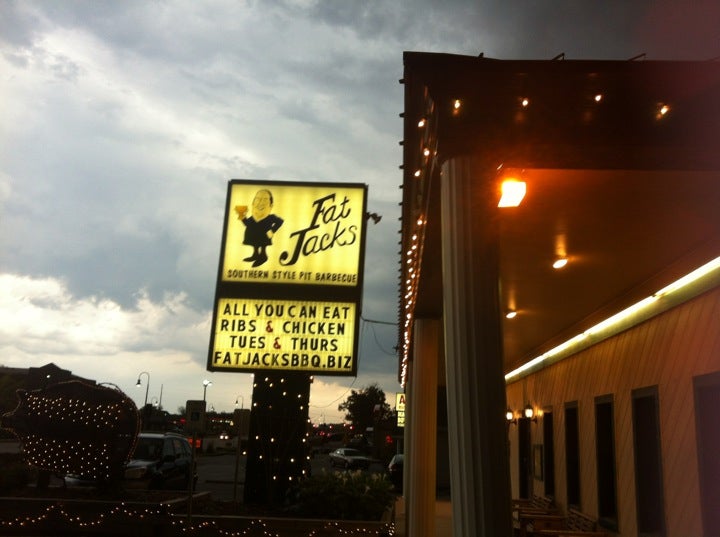 Fat
Jacks
SOUTHERN STYLE PIT BARBECUE
ALL YOU CAN EAT
RIBS & CHICKEN
TUES & THURS
FATJACKSBBQ.BIZ